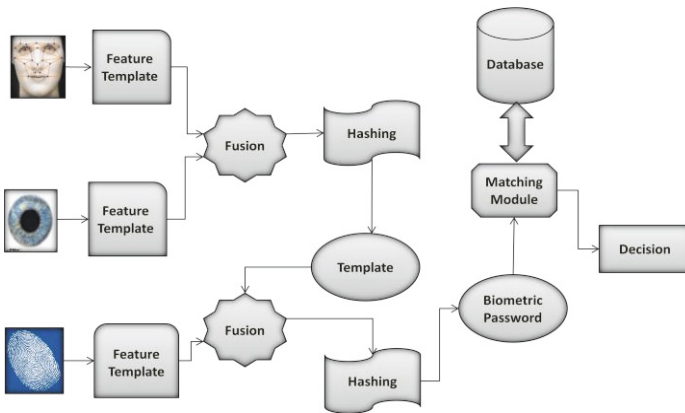 Feature
Template
Fusion
Hashing
Database
Feature
Template
Matching
Module
Decision
Template
Feature
Template
Fusion
Hashing
Biometric
Password